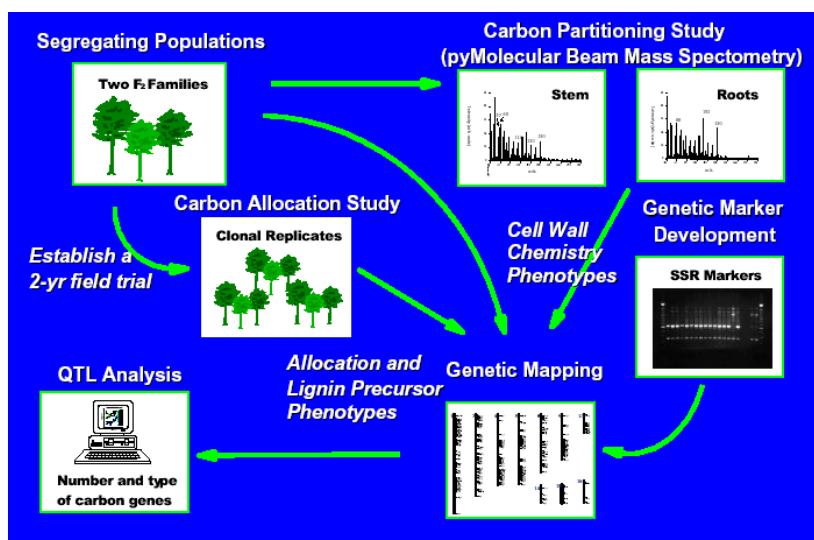 Segregating Populations
Two F2 Families
Carbon Partitioning Study
(pyMolecular Beam Mass Spectometry)
Stem
Roots
Carbon Allocation Study
Clonal Replicates
Establish a
2-yr field trial
Cell Wall
Chemistry
Phenotypes
Genetic Marker
Development
SSR Markers
Allocation and
Lignin Precursor
Phenotypes
Genetic Mapping
QTL Analysis
Number and type
of carbon genes